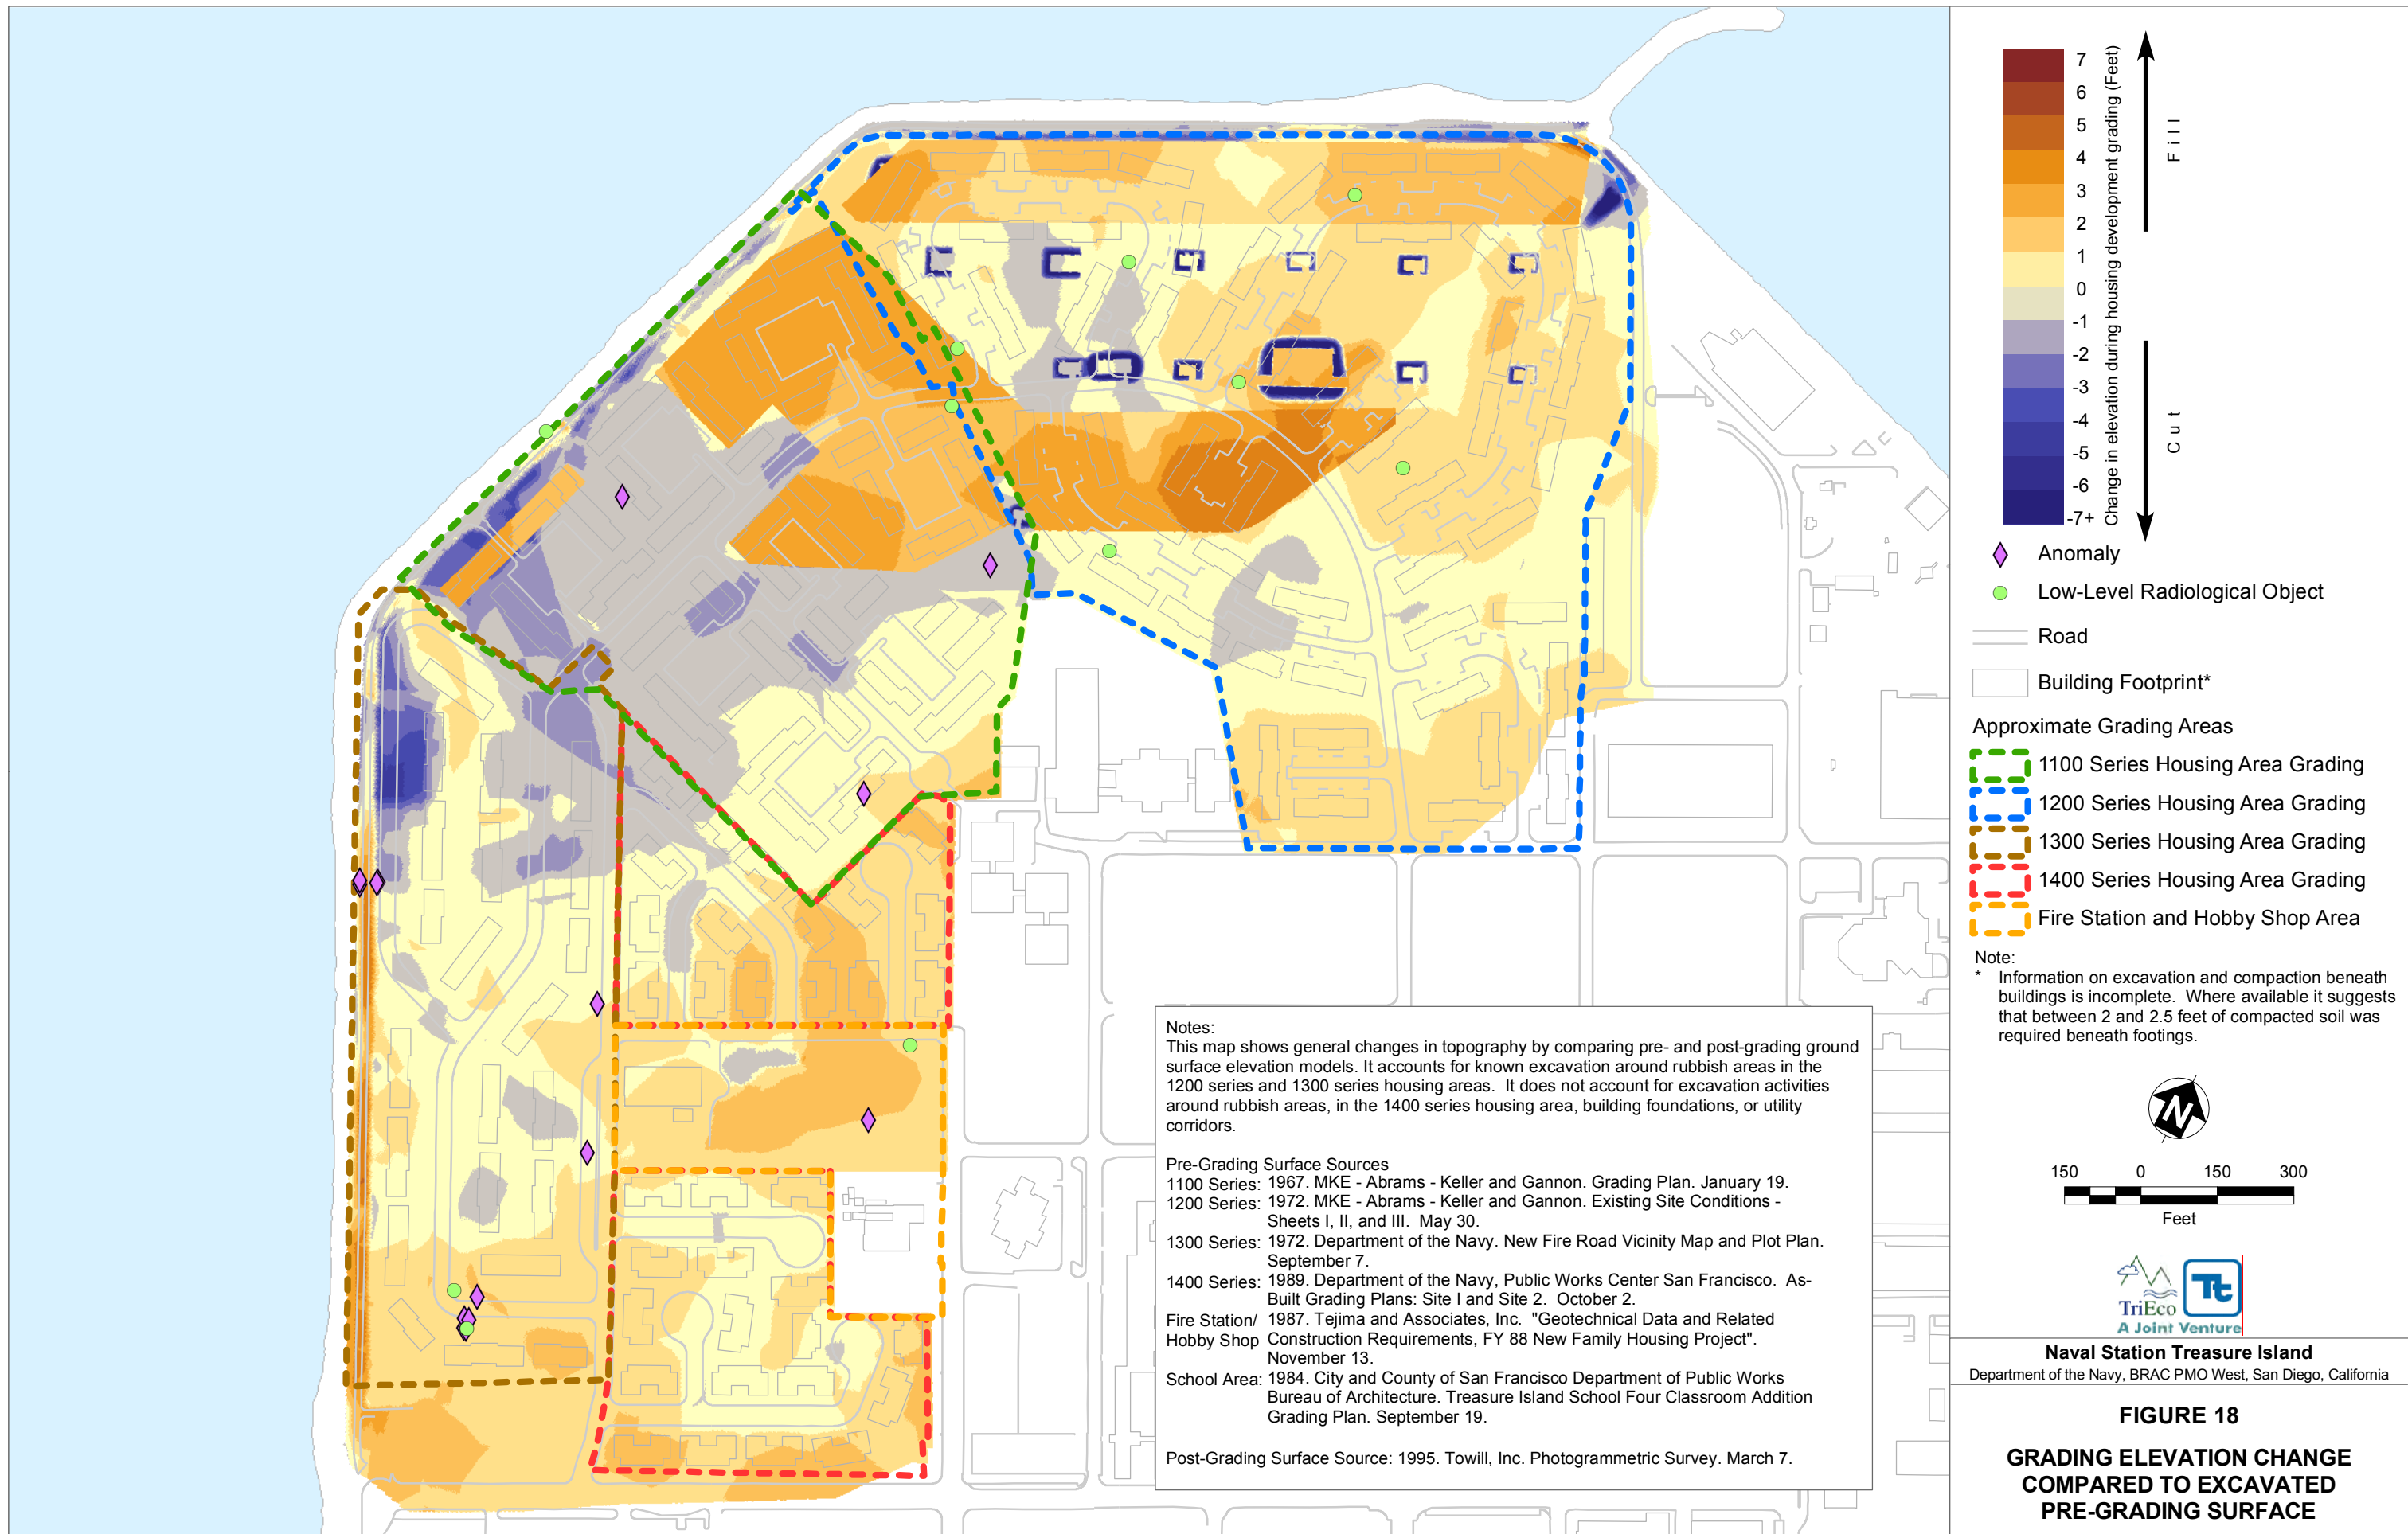 7
6
5
4
3
2
1
0
-1
-2
-3
-4
-5
-6
-7+
Change in elevation during housing development grading (Feet)
Fill
Cut
Anomaly
Low-Level Radiological Object
Road
Building Footprint*
Approximate Grading Areas
1100 Series Housing Area Grading
1200 Series Housing Area Grading
1300 Series Housing Area Grading
1400 Series Housing Area Grading
Fire Station and Hobby Shop Area
Note:
* Information on excavation and compaction beneath
buildings is incomplete. Where available it suggests
that between 2 and 2.5 feet of compacted soil was
required beneath footings.
N
150 0 150 300
Feet
TriEco
Tt
A Joint Venture
Naval Station Treasure Island
Department of the Navy, BRAC PMO West, San Diego, California
FIGURE 18
GRADING ELEVATION CHANGE
COMPARED TO EXCAVATED
PRE-GRADING SURFACE
Notes:
This map shows general changes in topography by comparing pre- and post-grading ground
surface elevation models. It accounts for known excavation around rubbish areas in the
1200 series and 1300 series housing areas. It does not account for excavation activities
around rubbish areas, in the 1400 series housing area, building foundations, or utility
corridors.
Pre-Grading Surface Sources
1100 Series: 1967. MKE - Abrams - Keller and Gannon. Grading Plan. January 19.
1200 Series: 1972. MKE - Abrams - Keller and Gannon. Existing Site Conditions -
Sheets I, II, and III. May 30.
1300 Series: 1972. Department of the Navy. New Fire Road Vicinity Map and Plot Plan.
September 7.
1400 Series: 1989. Department of the Navy, Public Works Center San Francisco. As-
Built Grading Plans: Site I and Site 2. October 2.
Fire Station/ 1987. Tejima and Associates, Inc. "Geotechnical Data and Related
Hobby Shop Construction Requirements, FY 88 New Family Housing Project".
November 13.
School Area: 1984. City and County of San Francisco Department of Public Works
Bureau of Architecture. Treasure Island School Four Classroom Addition
Grading Plan. September 19.
Post-Grading Surface Source: 1995. Towill, Inc. Photogrammetric Survey. March 7.